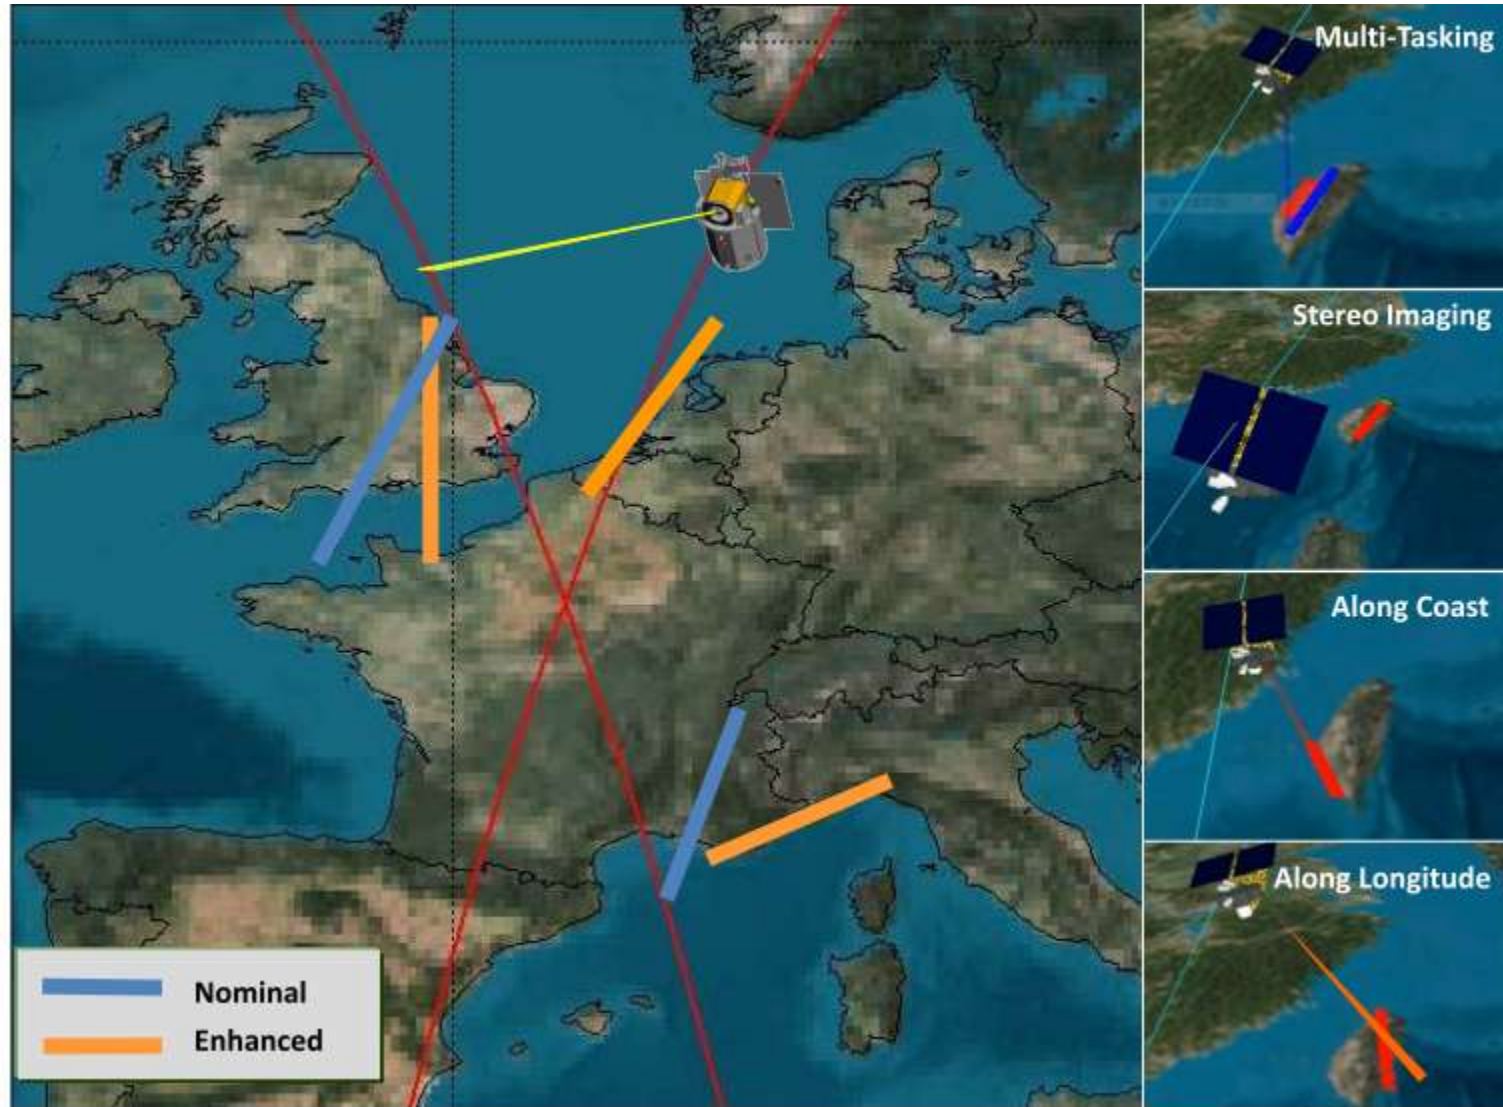 Multi-Tasking
Stereo Imaging
Along Coast
Along Longitude
Nominal
Enhanced